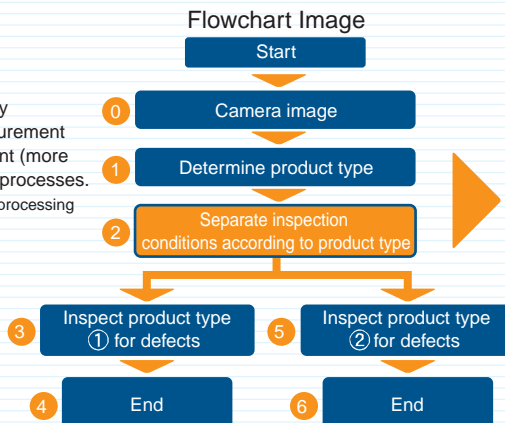 Flowchart Image
Start
y
urement
nt (more
processes.
processing
0
Camera image
1
Determine product type
2
Separate inspection
conditions according to product type
3
Inspect product type
① for defects
5
Inspect product type
② for defects
4
End
6
End